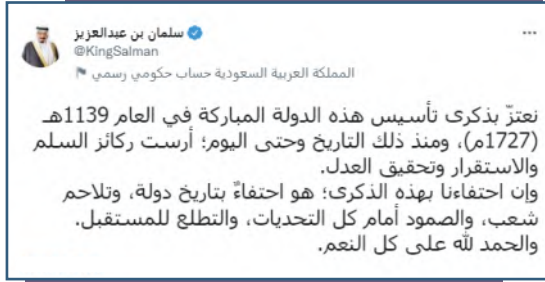 سلمان بن عبدالعزيز
@KingSalman
المملكة العربية السعودية حساب حكومي رسمي
نعتزّ بذكرى تأسيس هذه الدولة المباركة في العام 1139هـ
(1727م)، ومنذ ذلك التاريخ وحتى اليوم؛ أرست ركائز السلم
والاستقرار وتحقيق العدل.
وإن احتفاءنا بهذه الذكرى؛ هو احتفاءٌ بتاريخ دولة، وتلاحم
شعب، والصمود أمام كل التحديات، والتطلع للمستقبل.
والحمد لله على كل النعم.